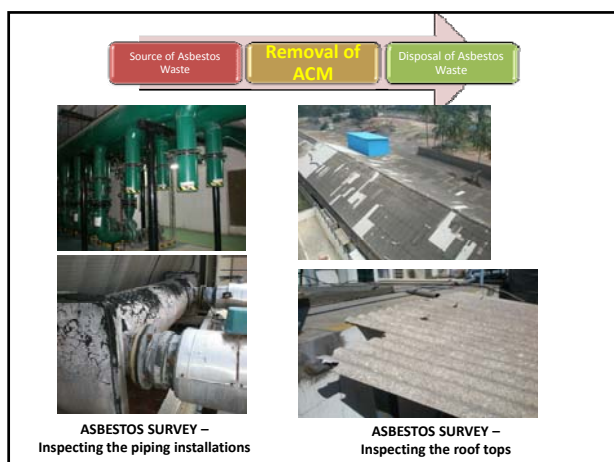 Source of Asbestos
Waste
Removal of
ACM
Disposal of Asbestos
Waste
ASBESTOS SURVEY –
Inspecting the piping installations
ASBESTOS SURVEY –
Inspecting the roof tops